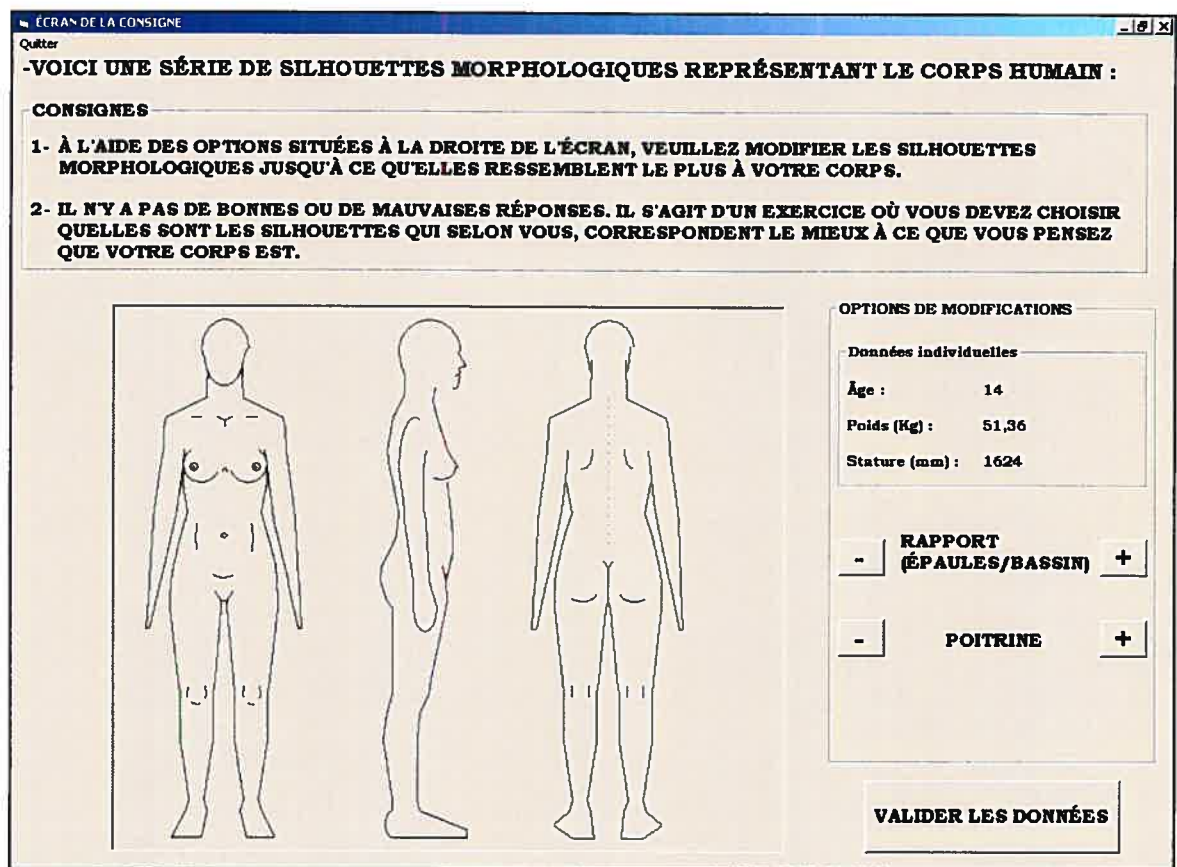 ÉCRAN DE LA CONSIGNE
Quitter
-VOICI UNE SÉRIE DE SILHOUETTES MORPHOLOGIQUES REPRÉSENTANT LE CORPS HUMAIN :
CONSIGNES
1- À L'AIDE DES OPTIONS SITUÉES À LA DROITE DE L'ÉCRAN, VEUILLEZ MODIFIER LES SILHOUETTES
MORPHOLOGIQUES JUSQU'À CE QU'ELLES RESSEMBLENT LE PLUS À VOTRE CORPS.
2- IL N'Y A PAS DE BONNES OU DE MAUVAISES RÉPONSES. IL S'AGIT D'UN EXERCICE OÙ VOUS DEVEZ CHOISIR
QUELLES SONT LES SILHOUETTES QUI SELON VOUS, CORRESPONDENT LE MIEUX À CE QUE VOUS PENSEZ
QUE VOTRE CORPS EST.
OPTIONS DE MODIFICATIONS
Données individuelles
Âge : 14
Poids (Kg) : 51,36
Stature (mm) : 1624
- RAPPORT
(ÉPAULES/BASSIN) +
- POITRINE +
VALIDER LES DONNÉES